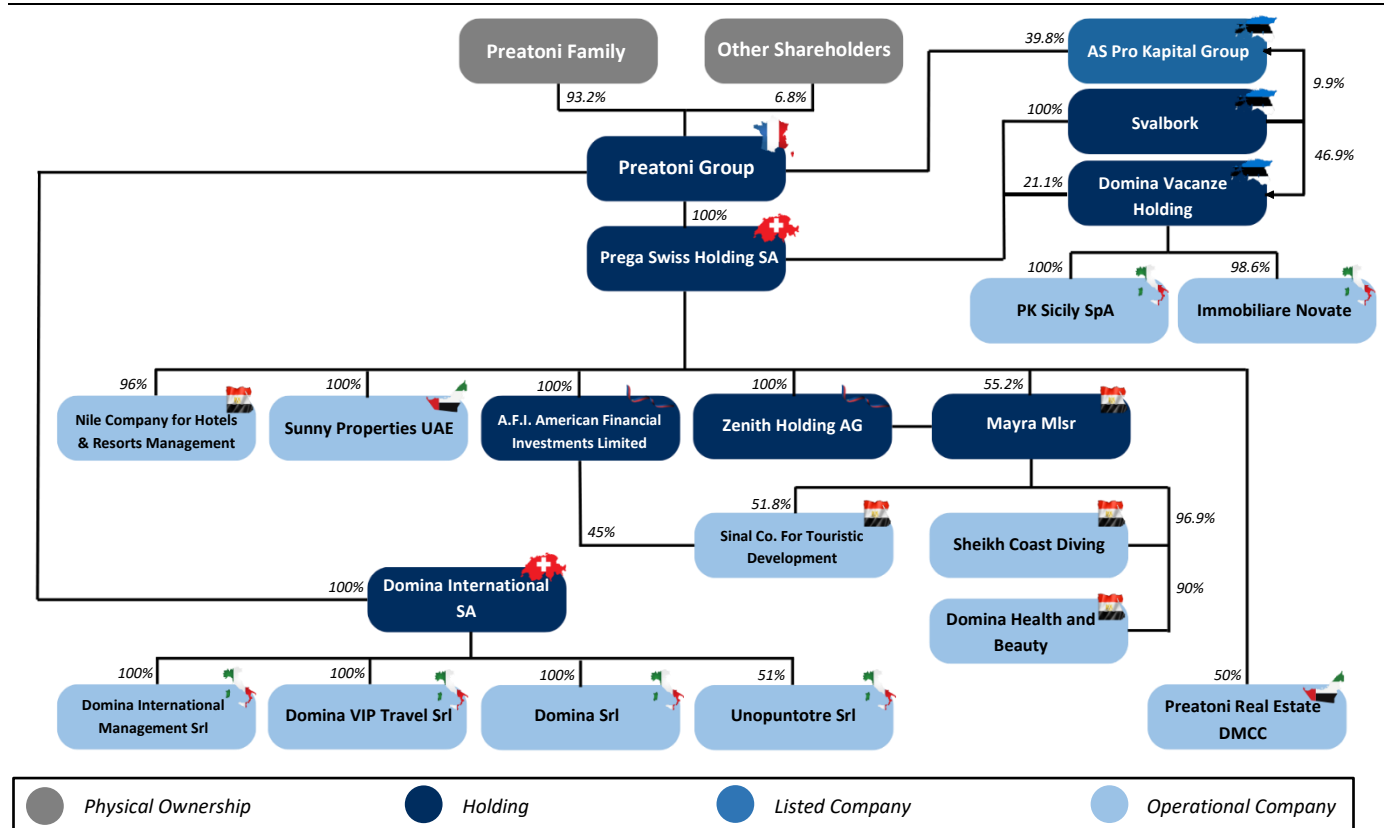 Preatoni Family
Other Shareholders
39.8%
AS Pro Kapital Group
93.2%
6.8%
9.9%
100%
Svalbork
Preatoni Group
46.9%
21.1%
Domina Vacanze
Holding
100%
Prega Swiss Holding SA
100%
98.6%
PK Sicily SpA
Immobiliare Novate
96%
100%
100%
100%
55.2%
Nile Company for Hotels
& Resorts Management
Sunny Properties UAE
A.F.I. American Financial
Investments Limited
Zenith Holding AG
Mayra Mlsr
51.8%
45%
Sinal Co. For Touristic
Development
Sheikh Coast Diving
96.9%
100%
Domina International
SA
90%
Domina Health and
Beauty
100%
100%
100%
51%
50%
Domina International
Management Srl
Domina VIP Travel Srl
Domina Srl
Unopuntotre Srl
Preatoni Real Estate
DMCC
Physical Ownership
Holding
Listed Company
Operational Company